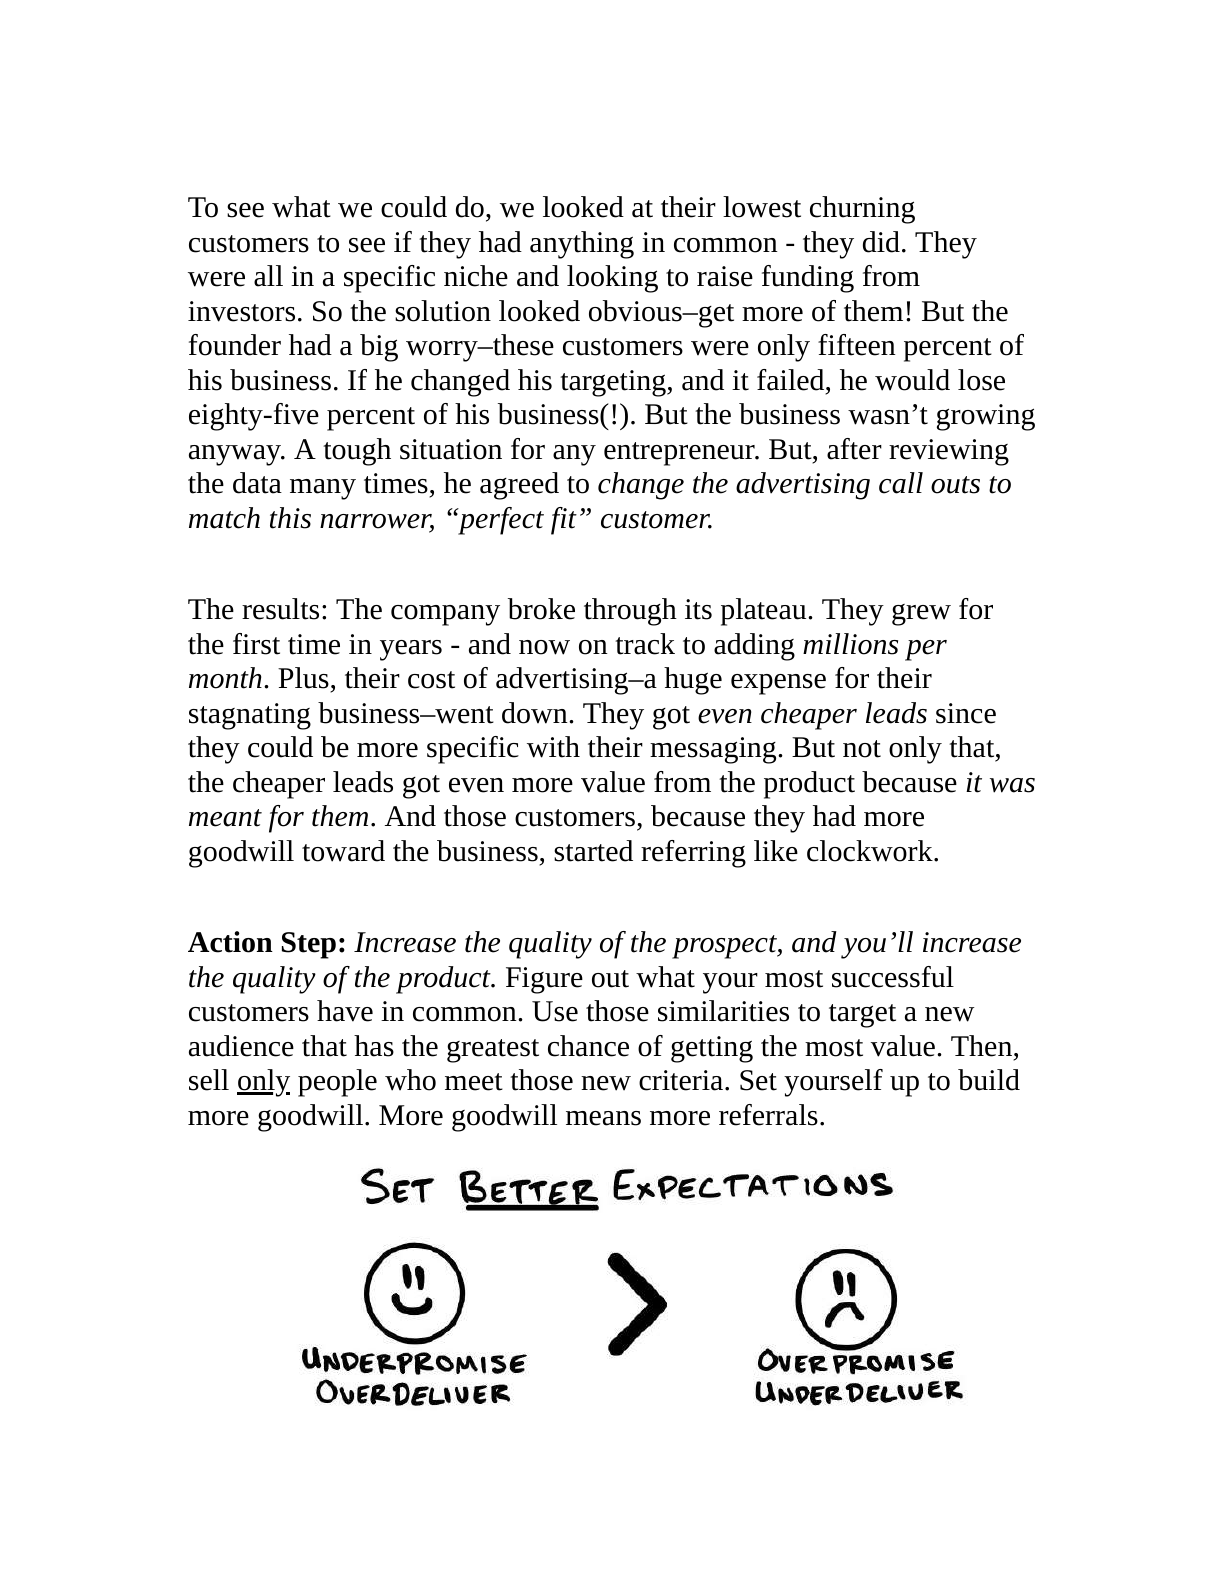 To see what we could do, we looked at their lowest churning
customers to see if they had anything in common - they did. They
were all in a specific niche and looking to raise funding from
investors. So the solution looked obvious–get more of them! But the
founder had a big worry–these customers were only fifteen percent of
his business. If he changed his targeting, and it failed, he would lose
eighty-five percent of his business(!). But the business wasn’t growing
anyway. A tough situation for any entrepreneur. But, after reviewing
the data many times, he agreed to change the advertising call outs to
match this narrower, “perfect fit” customer.
The results: The company broke through its plateau. They grew for
the first time in years - and now on track to adding millions per
month. Plus, their cost of advertising–a huge expense for their
stagnating business–went down. They got even cheaper leads since
they could be more specific with their messaging. But not only that,
the cheaper leads got even more value from the product because it was
meant for them. And those customers, because they had more
goodwill toward the business, started referring like clockwork.
Action Step: Increase the quality of the prospect, and you’ll increase
the quality of the product. Figure out what your most successful
customers have in common. Use those similarities to target a new
audience that has the greatest chance of getting the most value. Then,
sell only people who meet those new criteria. Set yourself up to build
more goodwill. More goodwill means more referrals.
SET BETTER EXPECTATIONS
>
UNDERPROMISE
OVERDELIVER
OVERPROMISE
UNDERDELIVER